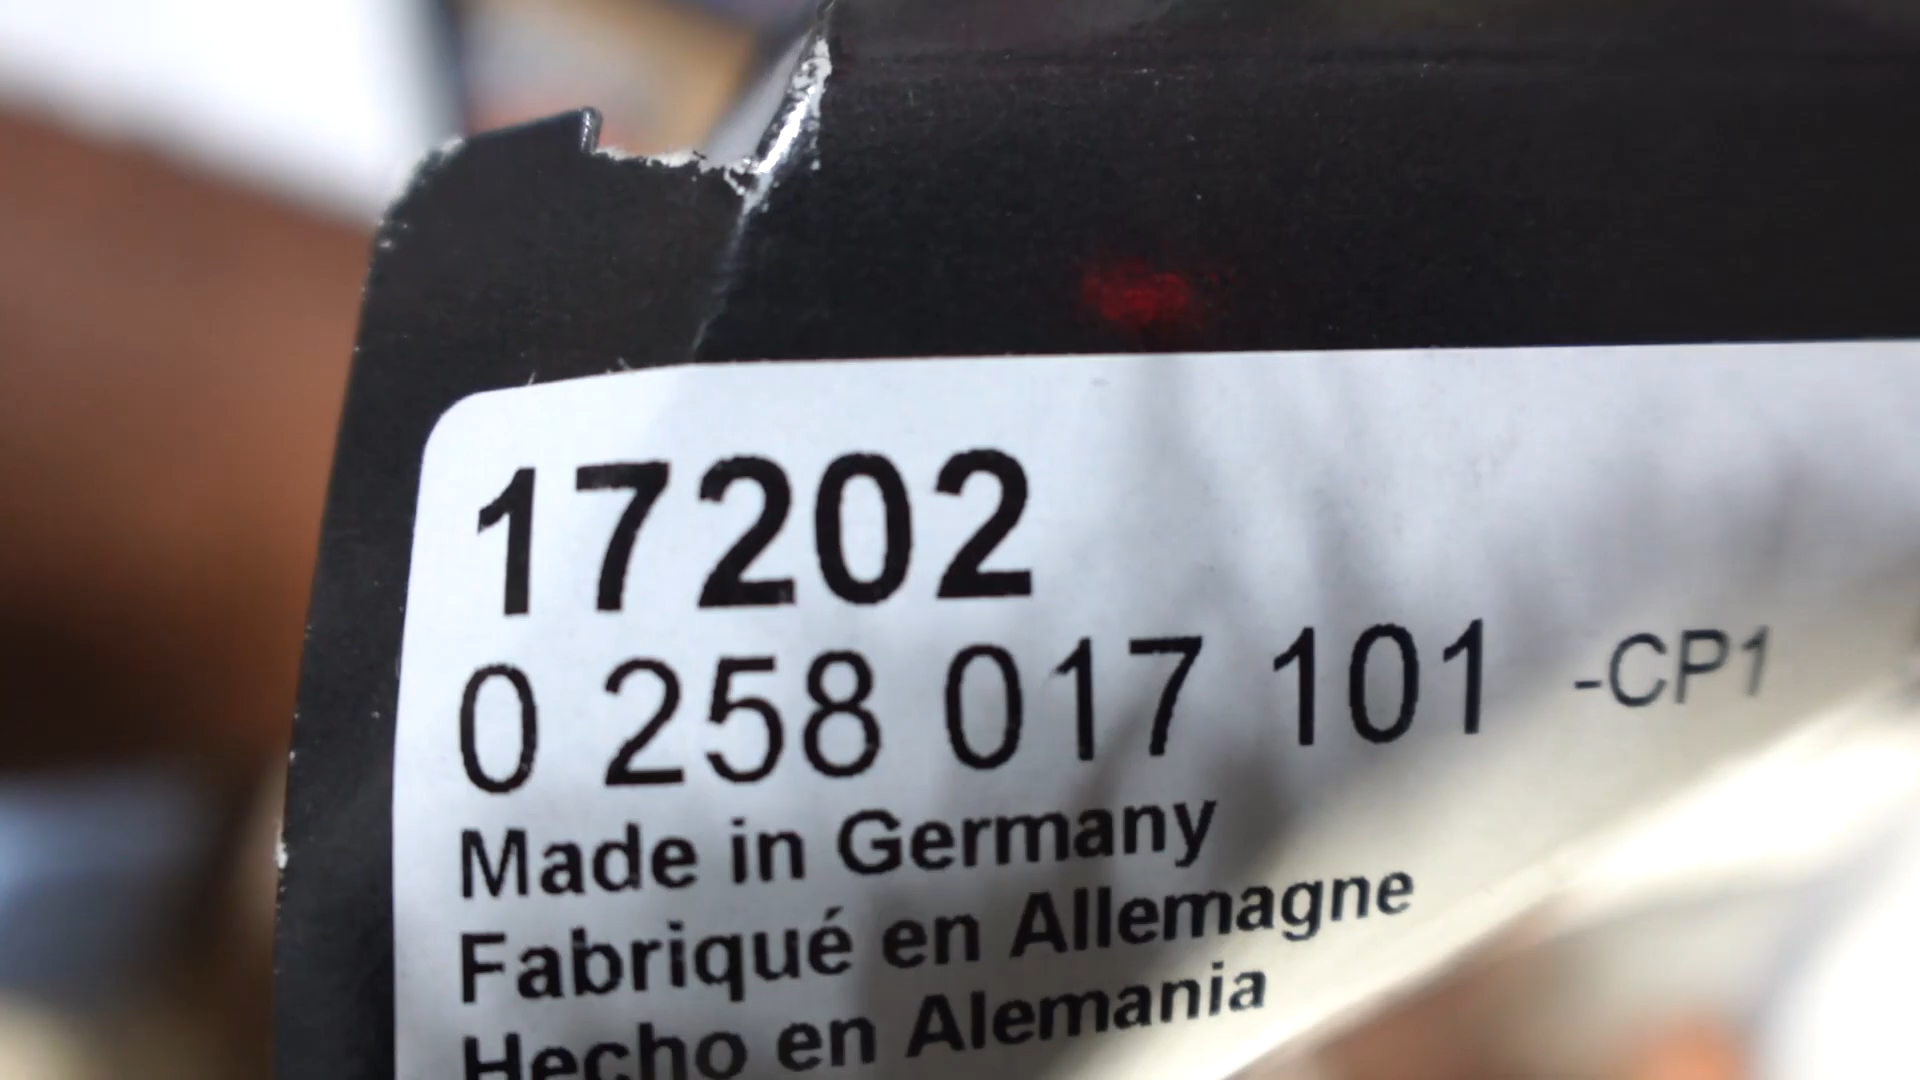 17202
0 258 017 101 -CP1
Made in Germany
Fabriqué en Allemagne
Hecho en Alemania